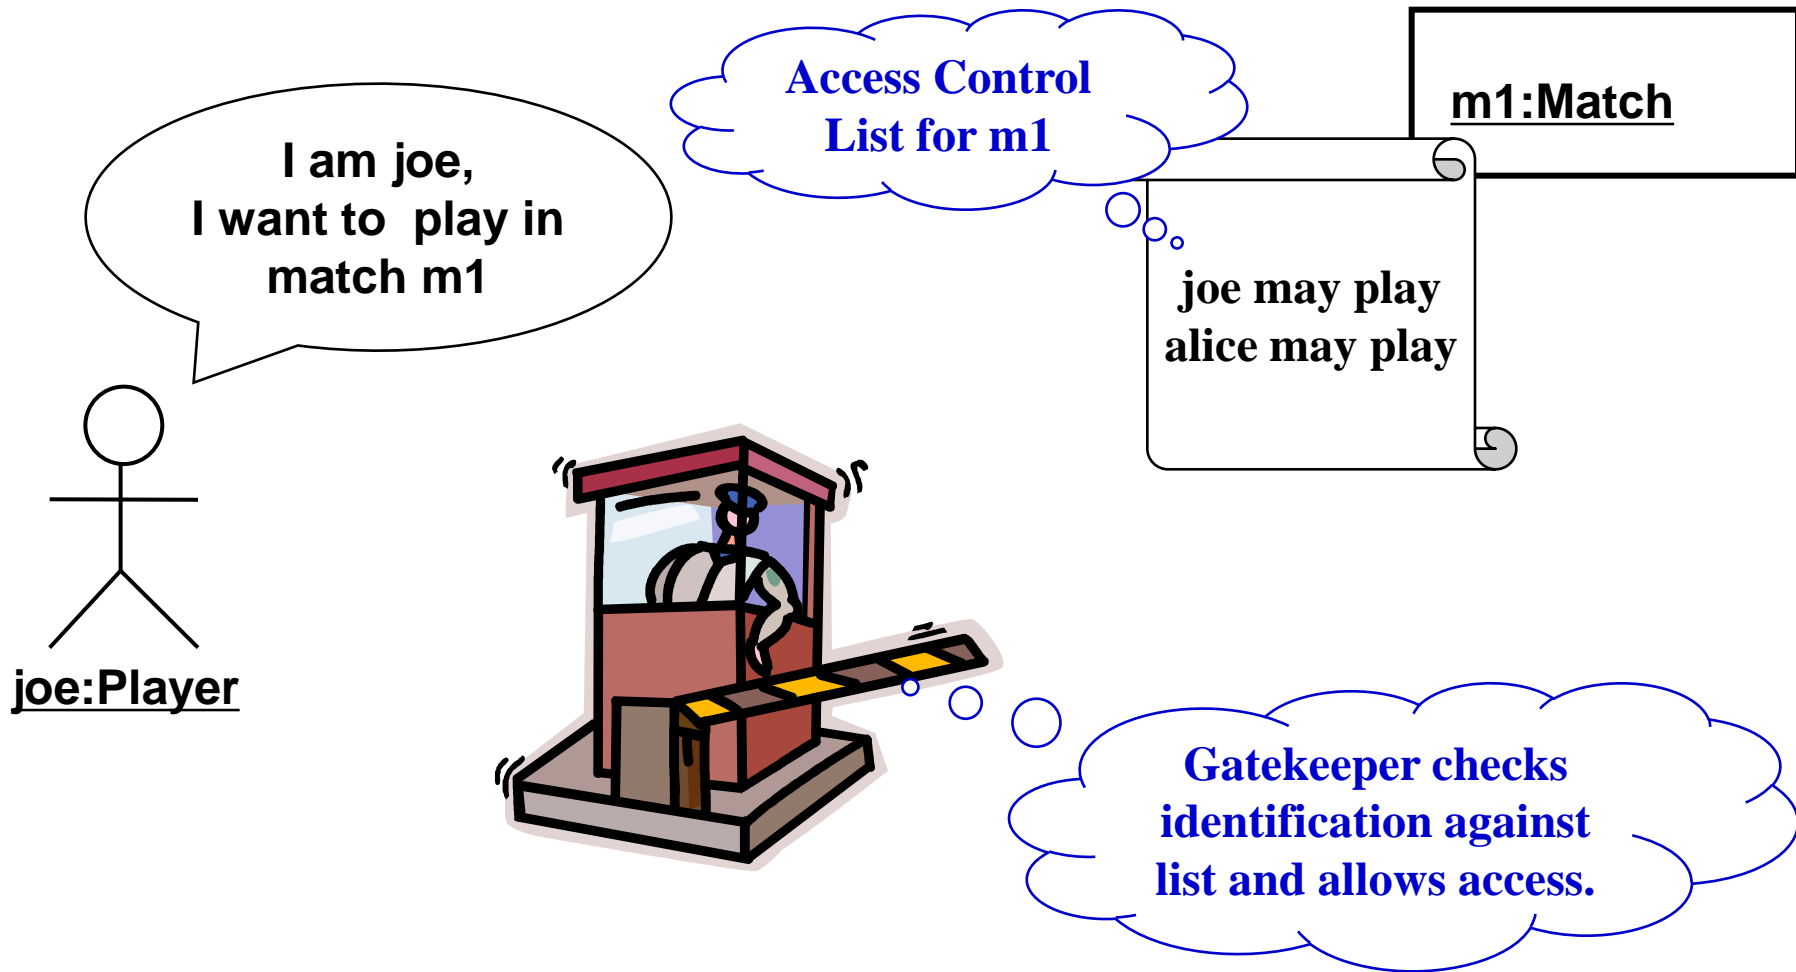 I am joe,
I want to  play in
match m1
joe:Player
Access Control
List for m1
m1:Match
joe may play
alice may play
Gatekeeper checks
identification against
list and allows access.